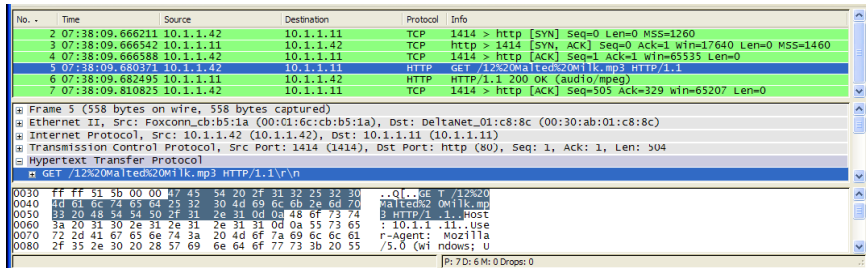 No. - Time Source Destination Protocol Info
2 07:38:09.666211 10.1.1.42 10.1.1.11 TCP 1414 > http [SYN] Seq=0 Len=0 MSS=1260
3 07:38:09.666542 10.1.1.11 10.1.1.42 TCP http > 1414 [SYN, ACK] Seq=0 Ack=1 Win=17640 Len=0 MSS=1460
4 07:38:09.666588 10.1.1.42 10.1.1.11 TCP 1414 > http [ACK] Seq=1 Ack=1 Win=65535 Len=0
5 07:38:09.680371 10.1.1.42 10.1.1.11 HTTP GET /12%20Malted%20Milk.mp3 HTTP/1.1
6 07:38:09.682495 10.1.1.11 10.1.1.42 HTTP HTTP/1.1 200 OK (audio/mpeg)
7 07:38:09.810825 10.1.1.42 10.1.1.11 TCP 1414 > http [ACK] Seq=505 Ack=329 Win=65207 Len=0
Frame 5 (558 bytes on wire, 558 bytes captured)
Ethernet II, Src: Foxconn_cb:b5:1a (00:01:6c:cb:b5:1a), Dst: DeltaNet_01:c8:8c (00:30:ab:01:c8:8c)
Internet Protocol, Src: 10.1.1.42 (10.1.1.42), Dst: 10.1.1.11 (10.1.1.11)
Transmission Control Protocol, Src Port: 1414 (1414), Dst Port: http (80), Seq: 1, Ack: 1, Len: 504
Hypertext Transfer Protocol
GET /12%20Malted%20Milk.mp3 HTTP/1.1\r\n
0030 ff ff 51 5b 00 00 47 45 54 20 2f 31 32 25 32 30 ..Q[..GE T /12%20
0040 4d 61 6c 74 65 64 25 32 30 4d 69 6c 6b 2e 6d 70 Malted%2 0Milk.mp
0050 33 20 48 54 54 50 2f 31 2e 31 0d 0a 48 6f 73 74 3 HTTP/1 .1..Host
0060 3a 20 31 30 2e 31 2e 31 2e 31 31 0d 0a 55 73 65 : 10.1.1 .11..Use
0070 72 2d 41 67 65 6e 74 3a 20 4d 6f 7a 69 6c 6c 61 r-Agent: Mozilla
0080 2f 35 2e 30 20 28 57 69 6e 64 6f 77 73 3b 20 55 /5.0 (Wi ndows; U
P: 7 D: 6 M: 0 Drops: 0